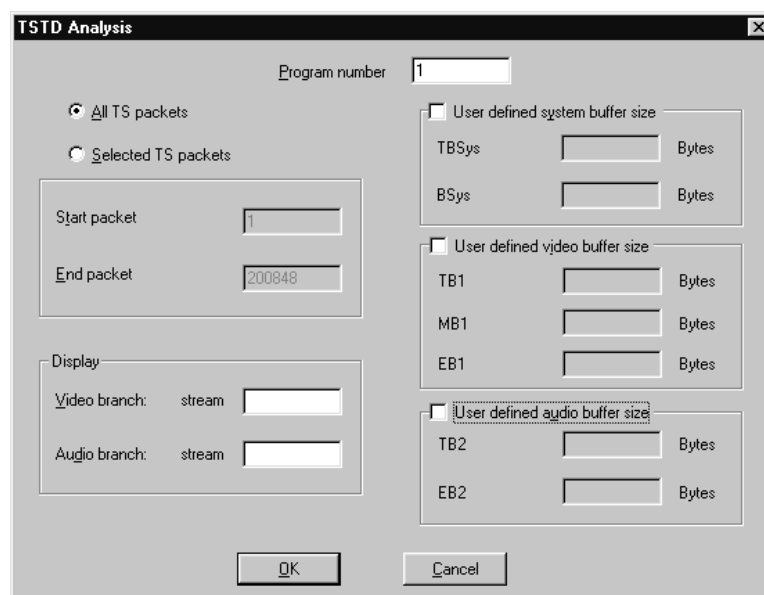 TSTD Analysis
Program number 1
All TS packets
Selected TS packets
Start packet 1
End packet 200848
Display
Video branch: stream
Audio branch: stream
User defined system buffer size
TBSys Bytes
BSys Bytes
User defined video buffer size
TB1 Bytes
MB1 Bytes
EB1 Bytes
User defined audio buffer size
TB2 Bytes
EB2 Bytes
OK Cancel